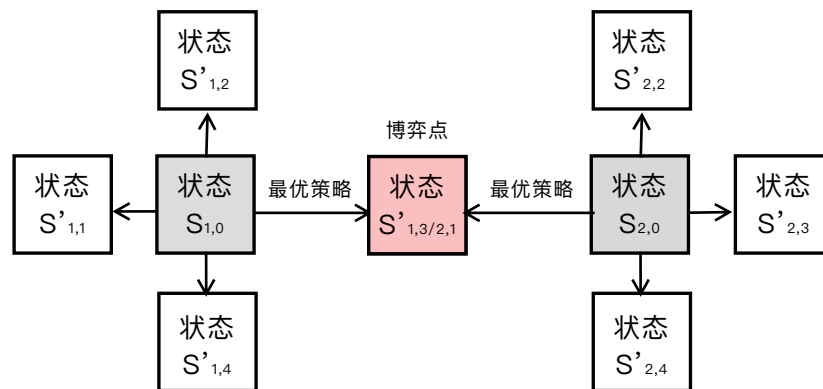 状态
S’1,2
状态
S’2,2
博弈点
状态
S’1,1
状态
S1,0
最优策略
状态
S’1,3/2,1
最优策略
状态
S2,0
状态
S’2,3
状态
S’1,4
状态
S’2,4